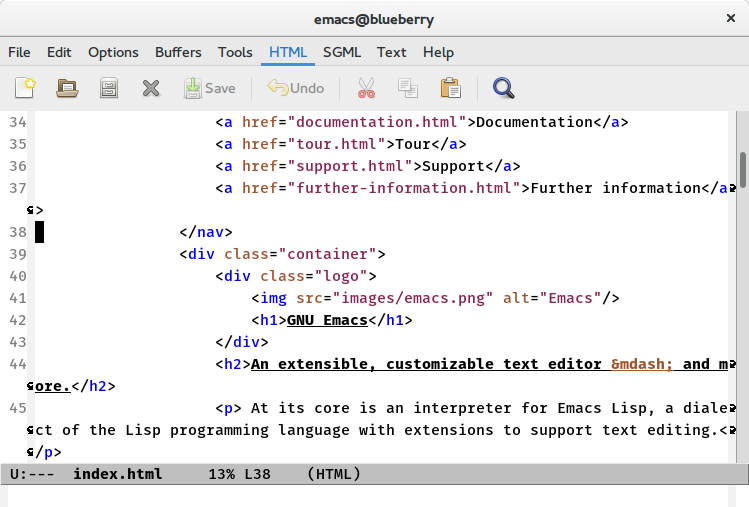 emacs@blueberry
File Edit Options Buffers Tools HTML SGML Text Help
Save Undo
34 <a href="documentation.html">Documentation</a>
35 <a href="tour.html">Tour</a>
36 <a href="support.html">Support</a>
37 <a href="further-information.html">Further information</a
>
38 </nav>
39 <div class="container">
40 <div class="logo">
41 <img src="images/emacs.png" alt="Emacs"/>
42 <h1>GNU Emacs</h1>
43 </div>
44 <h2>An extensible, customizable text editor &mdash; and m
ore.</h2>
45 <p> At its core is an interpreter for Emacs Lisp, a diale
ct of the Lisp programming language with extensions to support text editing.<
/p>
U:--- index.html 13% L38 (HTML)